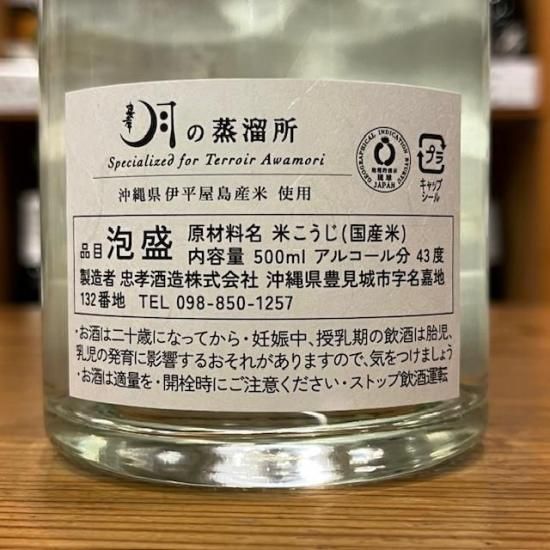 忠孝 月の蒸溜所
Specialized for Terroir Awamori
沖縄県伊平屋島産米 使用
GEOGRAPHICAL INDICATION RYUKYU
地理的表示
琉球
JAPAN
プラ
キャップ
シール
品目 泡盛 原材料名 米こうじ(国産米)
内容量 500ml アルコール分 43度
製造者 忠孝酒造株式会社 沖縄県豊見城市字名嘉地
132番地 TEL 098-850-1257
・お酒は二十歳になってから・妊娠中、授乳期の飲酒は胎児、
乳児の発育に影響するおそれがありますので、気をつけましょう
・お酒は適量を・開栓時にご注意ください・ストップ飲酒運転